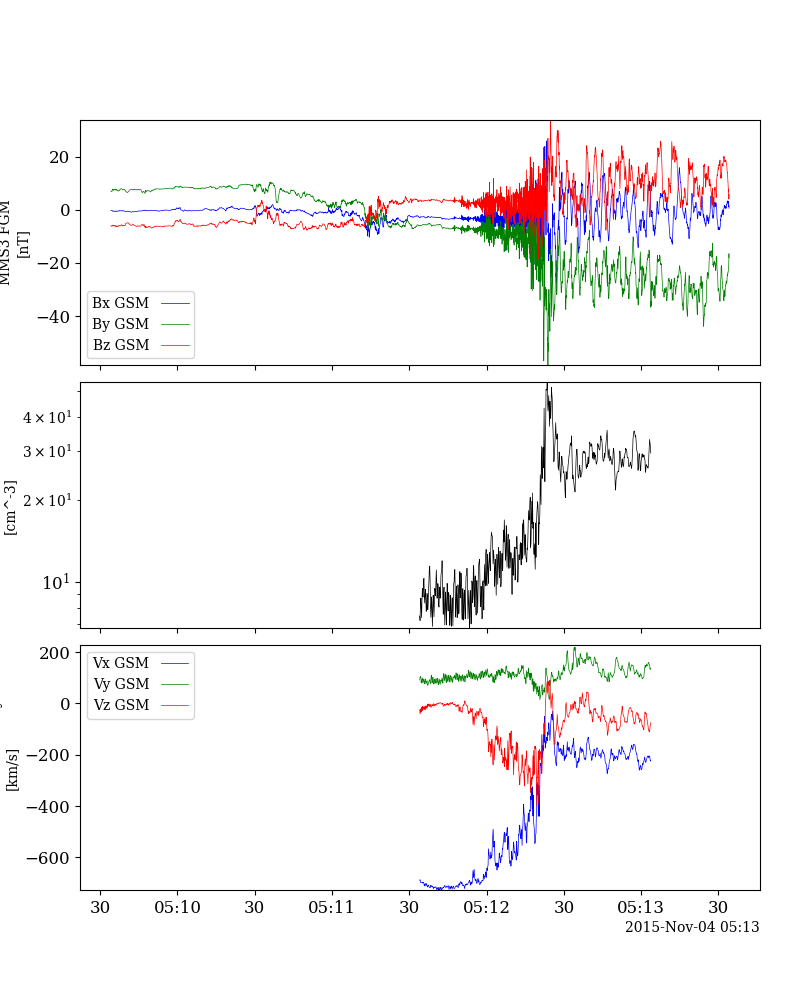 20
0
−20
−40
MMS3 FGM
[nT]
Bx GSM
By GSM
Bz GSM
4 × 10¹
3 × 10¹
2 × 10¹
10¹
[cm^-3]
200
0
−200
−400
−600
[km/s]
Vx GSM
Vy GSM
Vz GSM
30 05:10 30 05:11 30 05:12 30 05:13 30
2015-Nov-04 05:13